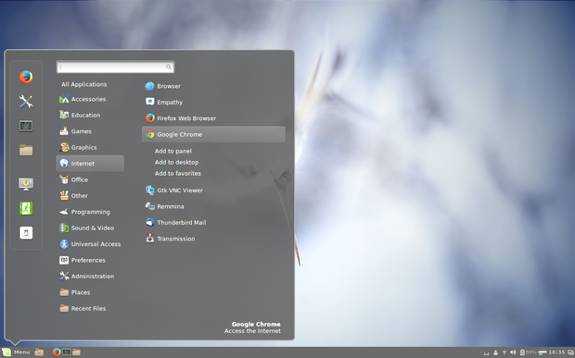 All Applications
Accessories
Education
Games
Graphics
Internet
Office
Other
Programming
Sound & Video
Universal Access
Preferences
Administration
Places
Recent Files
Browser
Empathy
Firefox Web Browser
Google Chrome
Add to panel
Add to desktop
Add to favorites
Gtk VNC Viewer
Remmina
Thunderbird Mail
Transmission
Google Chrome
Access the Internet
Menu
18:35